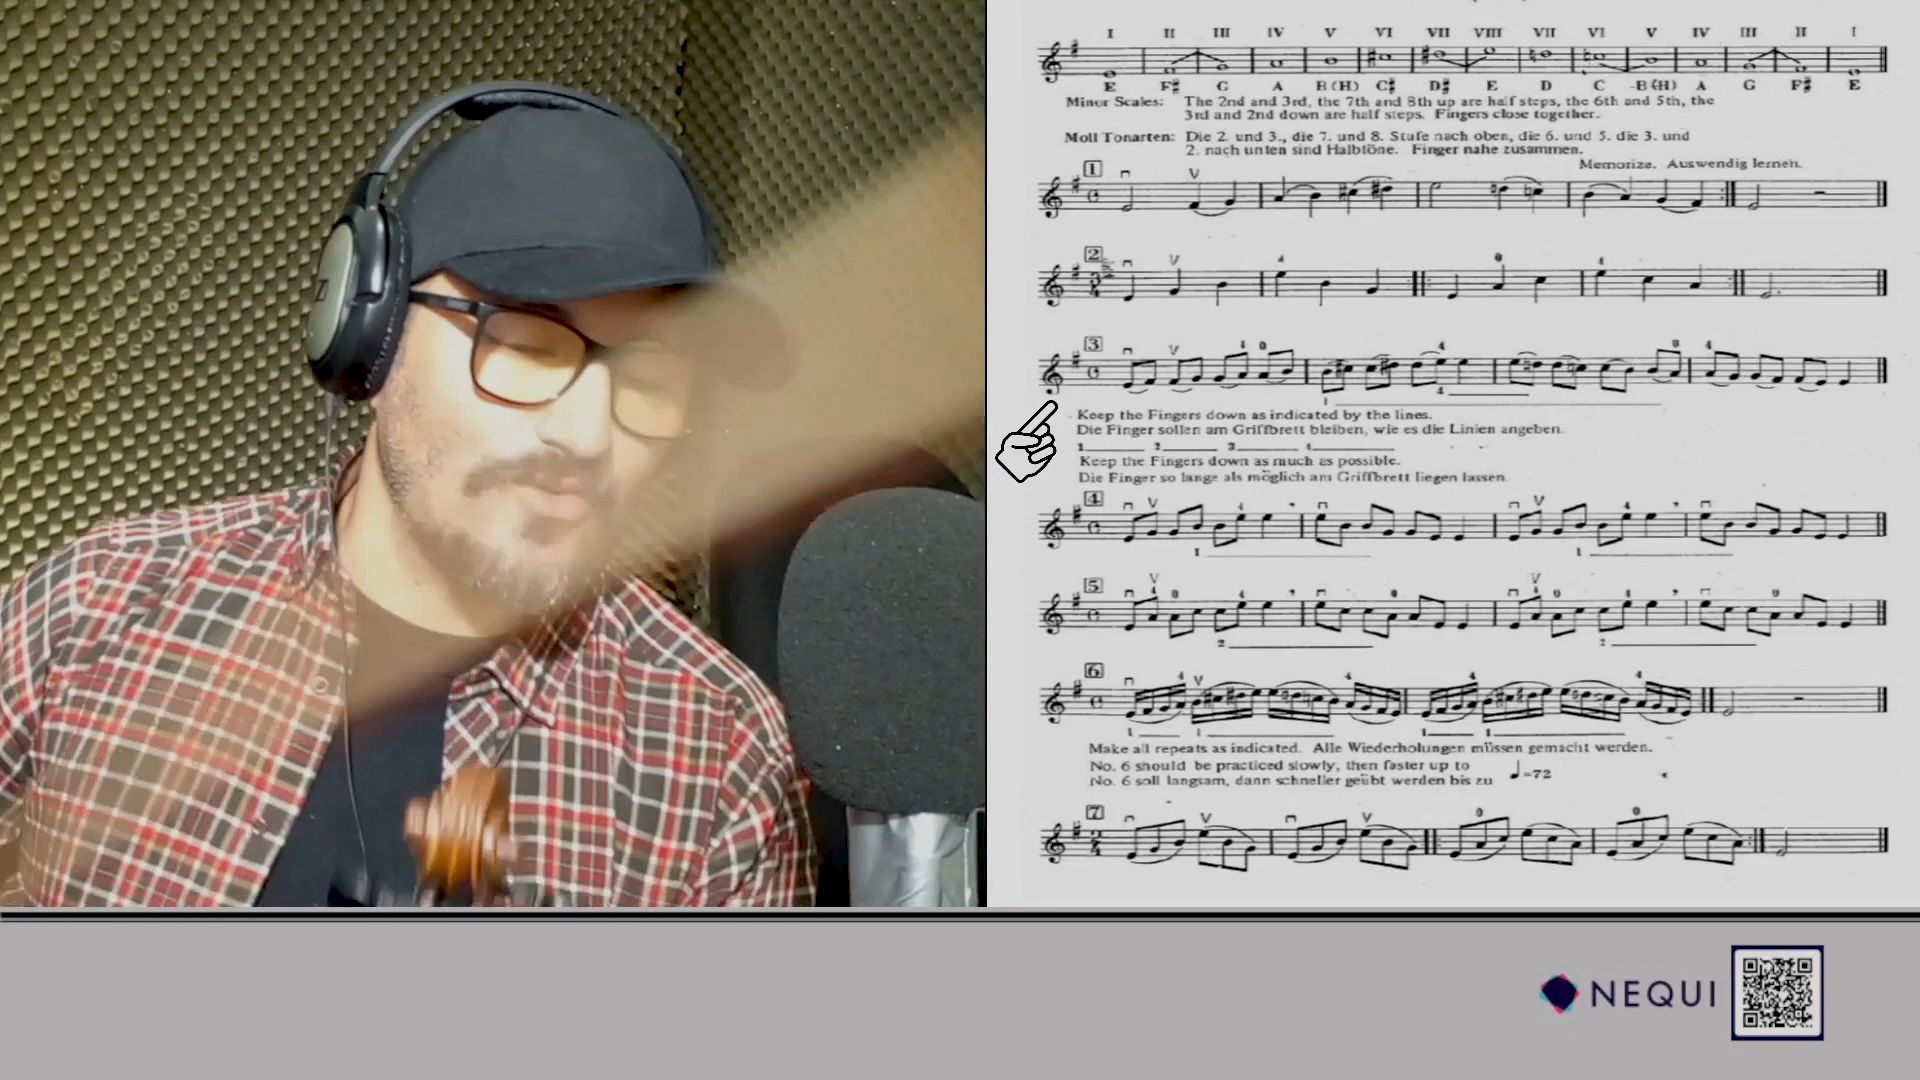 I II III IV V VI VII VIII VII VI V IV III II I
E F# G A B(H) C# D# E D C B(H) A G F# E
Minor Scales: The 2nd and 3rd, the 7th and 8th up are half steps, the 6th and 5th, the
3rd and 2nd down are half steps. Fingers close together.
Moll Tonarten: Die 2. und 3., die 7. und 8. Stufe nach oben, die 6. und 5. die 3. und
2. nach unten sind Halbtöne. Finger nahe zusammen.
Memorize. Auswendig lernen.
1
2
3
Keep the Fingers down as indicated by the lines.
Die Finger sollen am Griffbrett bleiben, wie es die Linien angeben.
1 2 3 4
Keep the Fingers down as much as possible.
Die Finger so lange als möglich am Griffbrett liegen lassen.
4
5
6
Make all repeats as indicated. Alle Wiederholungen müssen gemacht werden.
No. 6 should be practiced slowly, then faster up to
No. 6 soll langsam, dann schneller geübt werden bis zu ♩=72
7
NEQUI